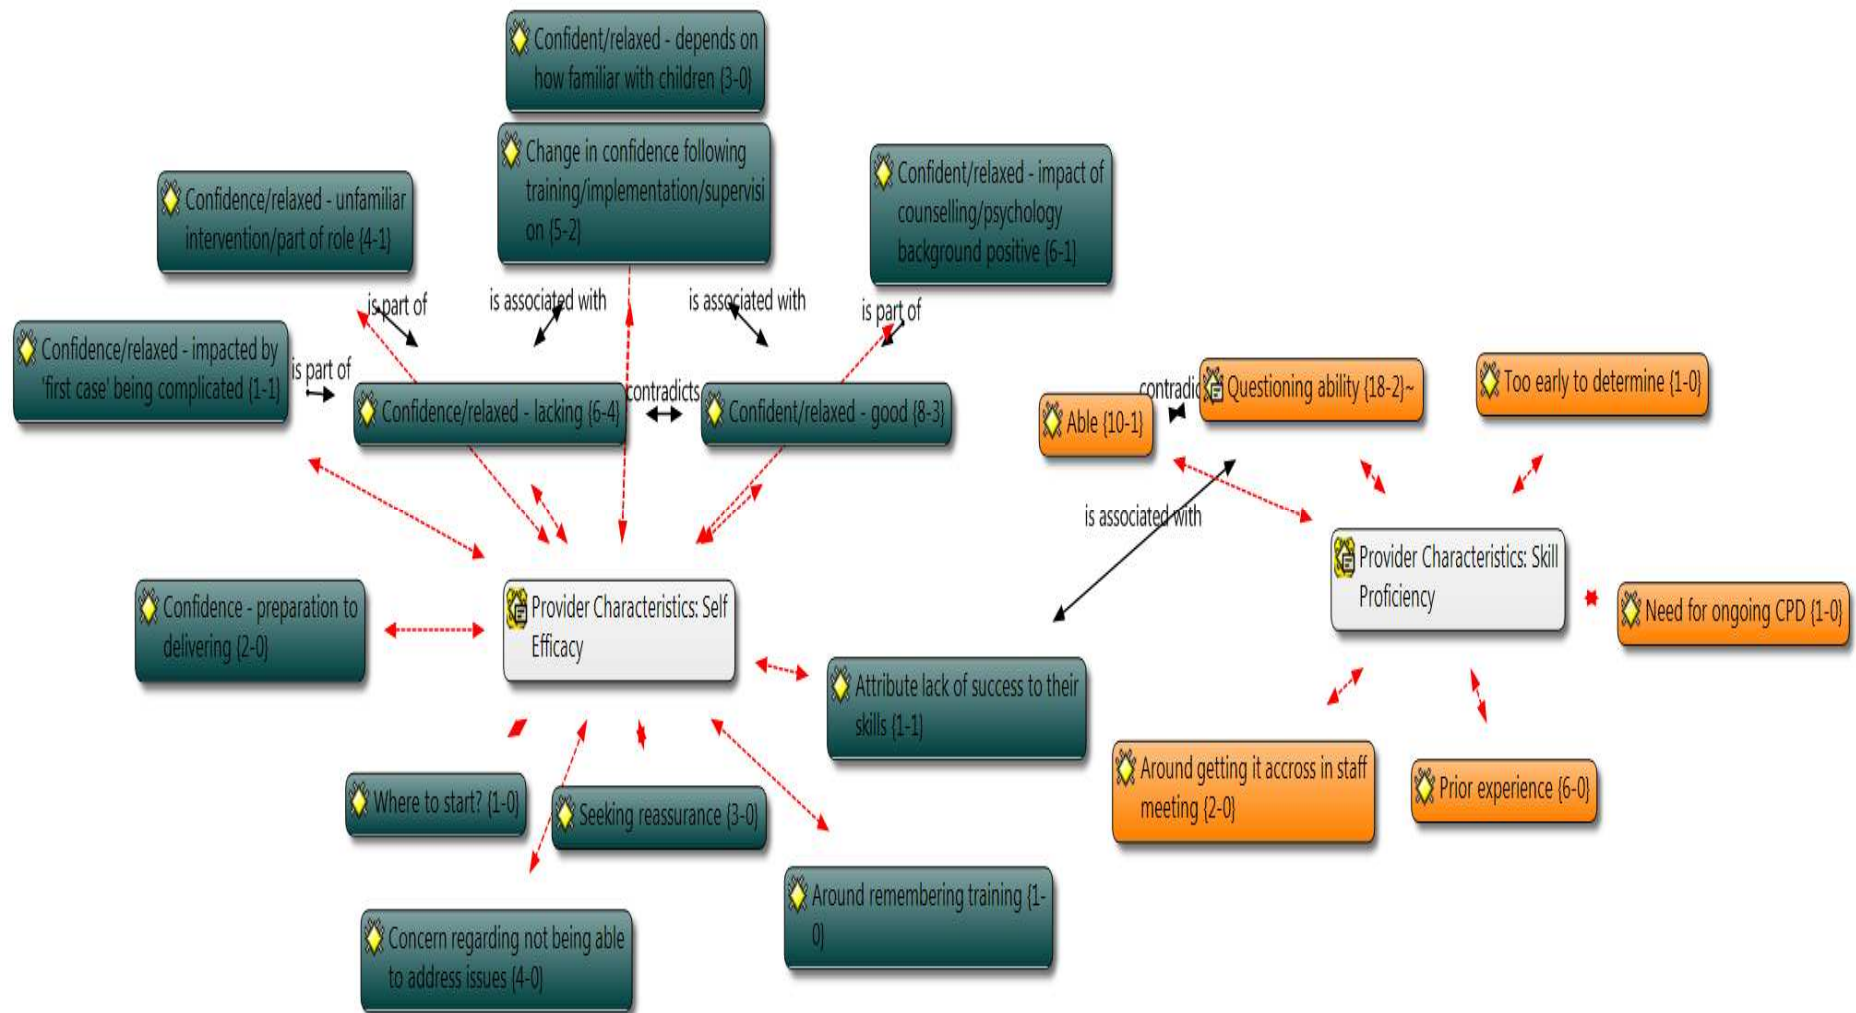 Confident/relaxed - depends on
how familiar with children {3-0}
Change in confidence following
training/implementation/supervisi
on {5-2}
Confident/relaxed - impact of
counselling/psychology
background positive {6-1}
Confidence/relaxed - unfamiliar
intervention/part of role {4-1}
is part of
is associated with
is associated with
is part of
Confidence/relaxed - impacted by
'first case' being complicated {1-1}
is part of
Confidence/relaxed - lacking {6-4}
contradicts
Confident/relaxed - good {8-3}
Able {10-1}
contradic
Questioning ability {18-2}~
Too early to determine {1-0}
is associated with
Confidence - preparation to
delivering {2-0}
Provider Characteristics: Self
Efficacy
Provider Characteristics: Skill
Proficiency
Need for ongoing CPD {1-0}
Attribute lack of success to their
skills {1-1}
Where to start? {1-0}
Seeking reassurance {3-0}
Around getting it accross in staff
meeting {2-0}
Prior experience {6-0}
Around remembering training {1-
0}
Concern regarding not being able
to address issues {4-0}